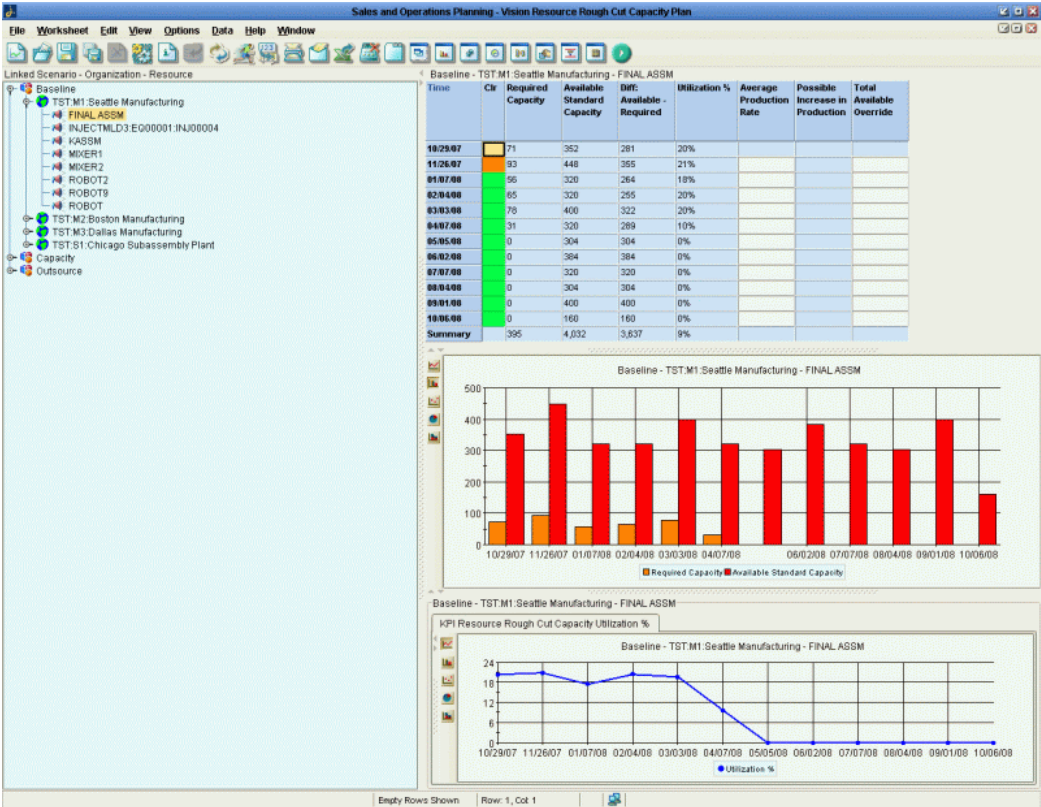 Sales and Operations Planning - Vision Resource Rough Cut Capacity Plan
File Worksheet Edit View Options Data Help Window
Linked Scenario - Organization - Resource
Baseline
TST:M1:Seattle Manufacturing
FINAL ASSM
INJECTMLD3:EQ00001:INJ00004
KASSM
MIXER1
MIXER2
ROBOT2
ROBOT9
ROBOT
TST:M2:Boston Manufacturing
TST:M3:Dallas Manufacturing
TST:S1:Chicago Subassembly Plant
Capacity
Outsource
Baseline - TST:M1:Seattle Manufacturing - FINAL ASSM
Time Clr Required Capacity Available Standard Capacity Diff: Available - Required Utilization % Average Production Rate Possible Increase in Production Total Available Override
10/29/07 71 352 281 20%
11/26/07 93 448 355 21%
01/07/08 56 320 264 18%
02/04/08 65 320 255 20%
03/03/08 78 400 322 20%
04/07/08 31 320 289 10%
05/05/08 0 304 304 0%
06/02/08 0 384 384 0%
07/07/08 0 320 320 0%
08/04/08 0 304 304 0%
09/01/08 0 400 400 0%
10/06/08 0 160 160 0%
Summary 395 4,032 3,637 9%
Baseline - TST:M1:Seattle Manufacturing - FINAL ASSM
500
400
300
200
100
0
10/29/07 11/26/07 01/07/08 02/04/08 03/03/08 04/07/08 06/02/08 07/07/08 08/04/08 09/01/08 10/06/08
Required Capacity Available Standard Capacity
Baseline - TST:M1:Seattle Manufacturing - FINAL ASSM
KPI Resource Rough Cut Capacity Utilization %
Baseline - TST:M1:Seattle Manufacturing - FINAL ASSM
24
18
12
6
0
10/29/07 11/26/07 01/07/08 02/04/08 03/03/08 04/07/08 05/05/08 06/02/08 07/07/08 08/04/08 09/01/08 10/06/08
Utilization %
Empty Rows Shown Row: 1, Col: 1